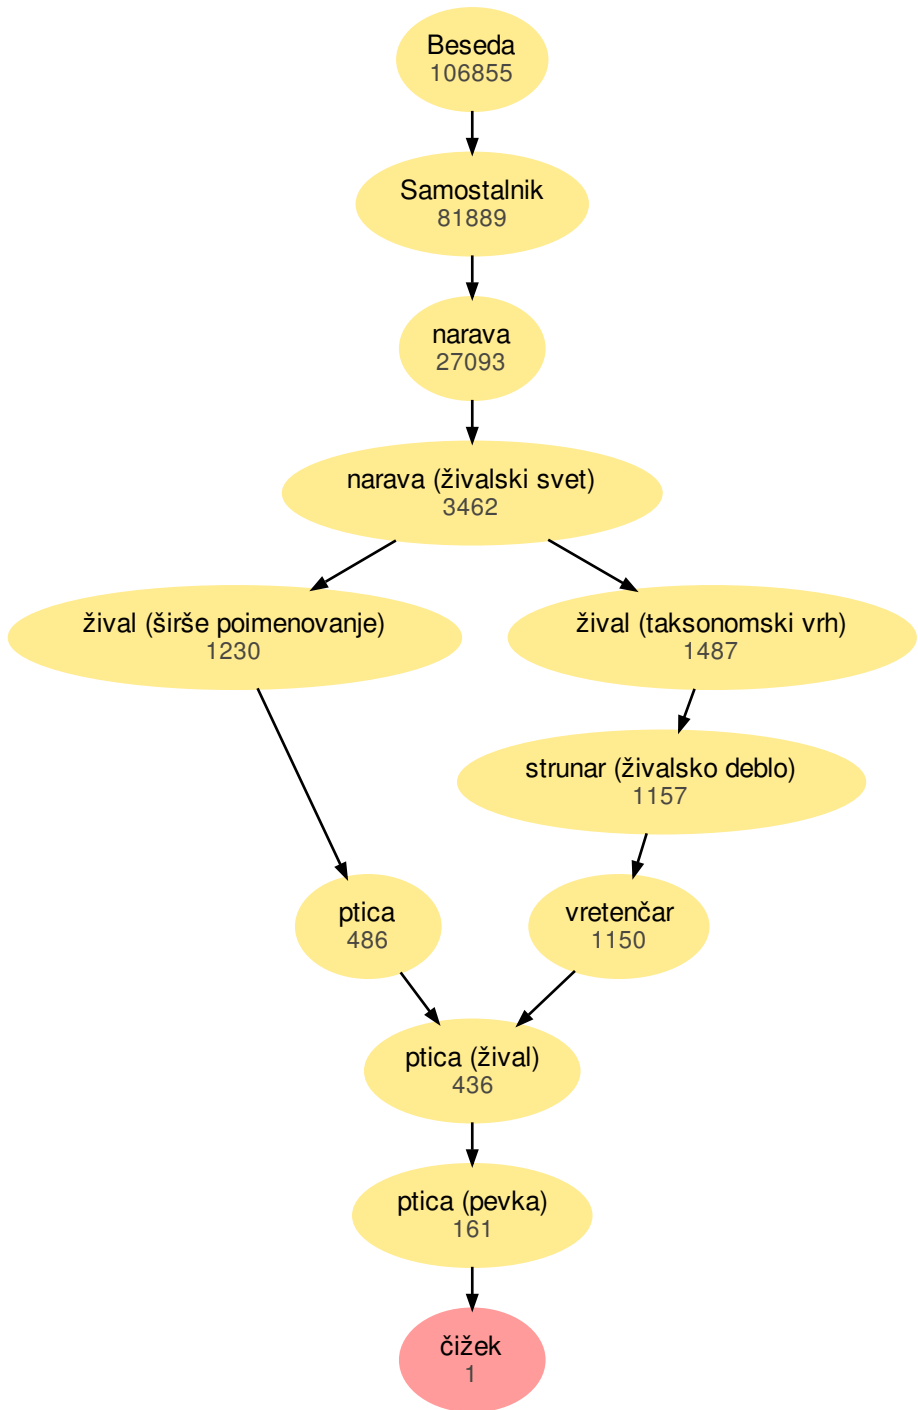 Beseda
106855
Samostalnik
81889
narava
27093
narava (živalski svet)
3462
žival (širše poimenovanje)
1230
žival (taksonomski vrh)
1487
strunar (živalsko deblo)
1157
ptica
486
vretenčar
1150
ptica (žival)
436
ptica (pevka)
161
čižek
1